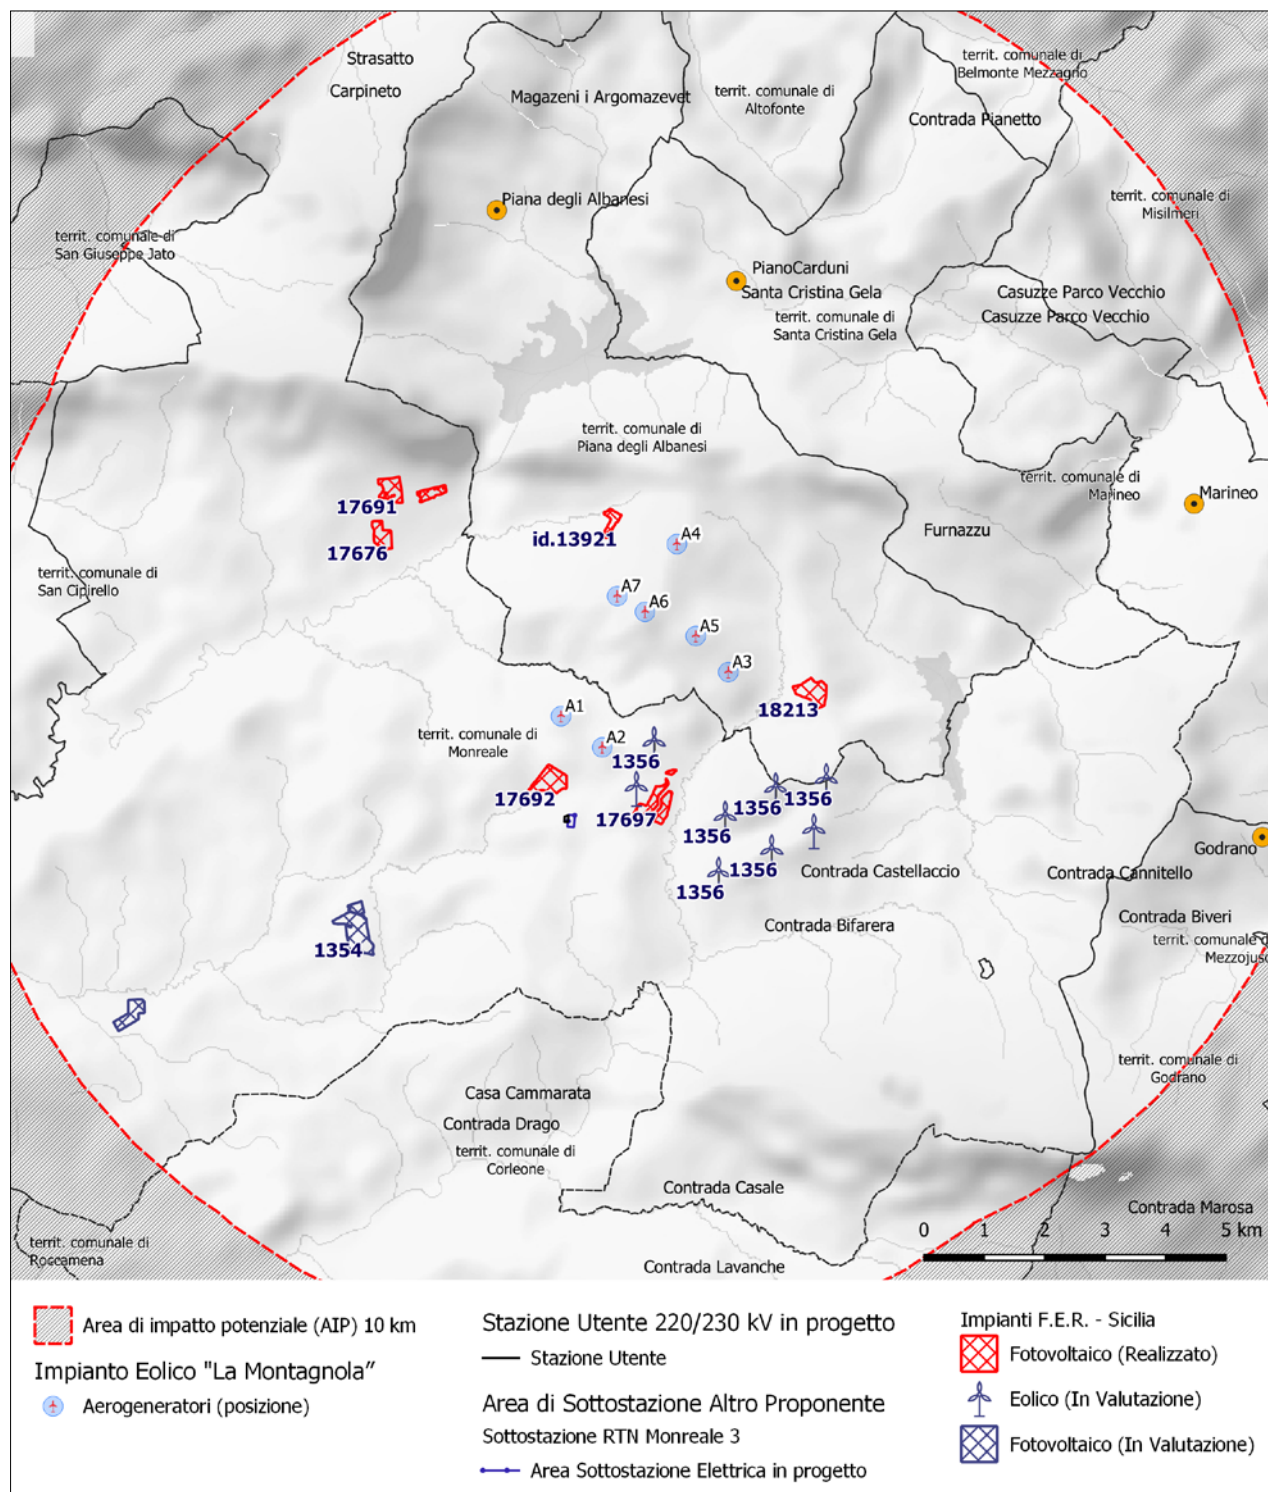 Strasatto
Carpineto
Magazeni i Argomazevet
territ. comunale di
Altofonte
territ. comunale di
Belmonte Mezzagno
Contrada Pianetto
Piana degli Albanesi
territ. comunale di
Misilmeri
territ. comunale di
San Giuseppe Jato
PianoCarduni
Santa Cristina Gela
territ. comunale di
Santa Cristina Gela
Casuzze Parco Vecchio
Casuzze Parco Vecchio
territ. comunale di
Piana degli Albanesi
territ. comunale di
Marineo
Marineo
17691
17676
id.13921
A4
Furnazzu
territ. comunale di
San Cipirello
A7
A6
A5
A3
18213
A1
territ. comunale di
Monreale
A2
1356
17692
17697
1356
1356
1356
1356
1356
Contrada Castellaccio
Godrano
Contrada Cannitello
Contrada Bifarera
Contrada Biveri
territ. comunale d
Mezzojuso
1354
territ. comunale di
Godrano
Casa Cammarata
Contrada Drago
territ. comunale di
Corleone
Contrada Casale
Contrada Marosa
0 1 2 3 4 5 km
territ. comunale di
Roccamena
Contrada Lavanche
Area di impatto potenziale (AIP) 10 km
Impianto Eolico "La Montagnola”
Aerogeneratori (posizione)
Stazione Utente 220/230 kV in progetto
Stazione Utente
Area di Sottostazione Altro Proponente
Sottostazione RTN Monreale 3
Area Sottostazione Elettrica in progetto
Impianti F.E.R. - Sicilia
Fotovoltaico (Realizzato)
Eolico (In Valutazione)
Fotovoltaico (In Valutazione)